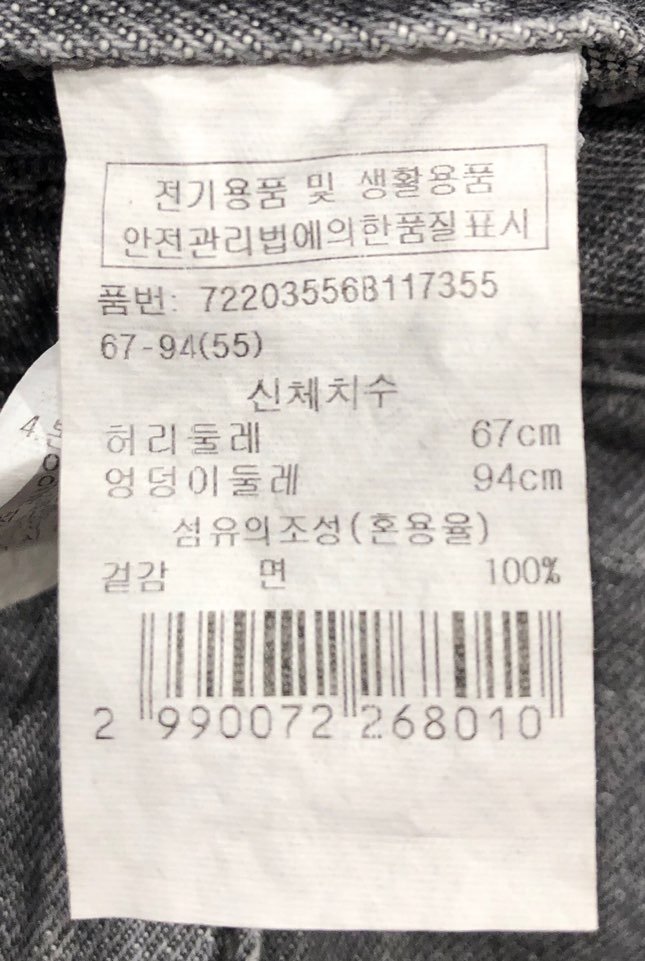 전기용품 및 생활용품
안전관리법에의한품질표시
품번: 722035568117355
67-94(55)
신체치수
허리둘레 67cm
엉덩이둘레 94cm
섬유의조성(혼용율)
겉감 면 100%
2 990072 268010
4.